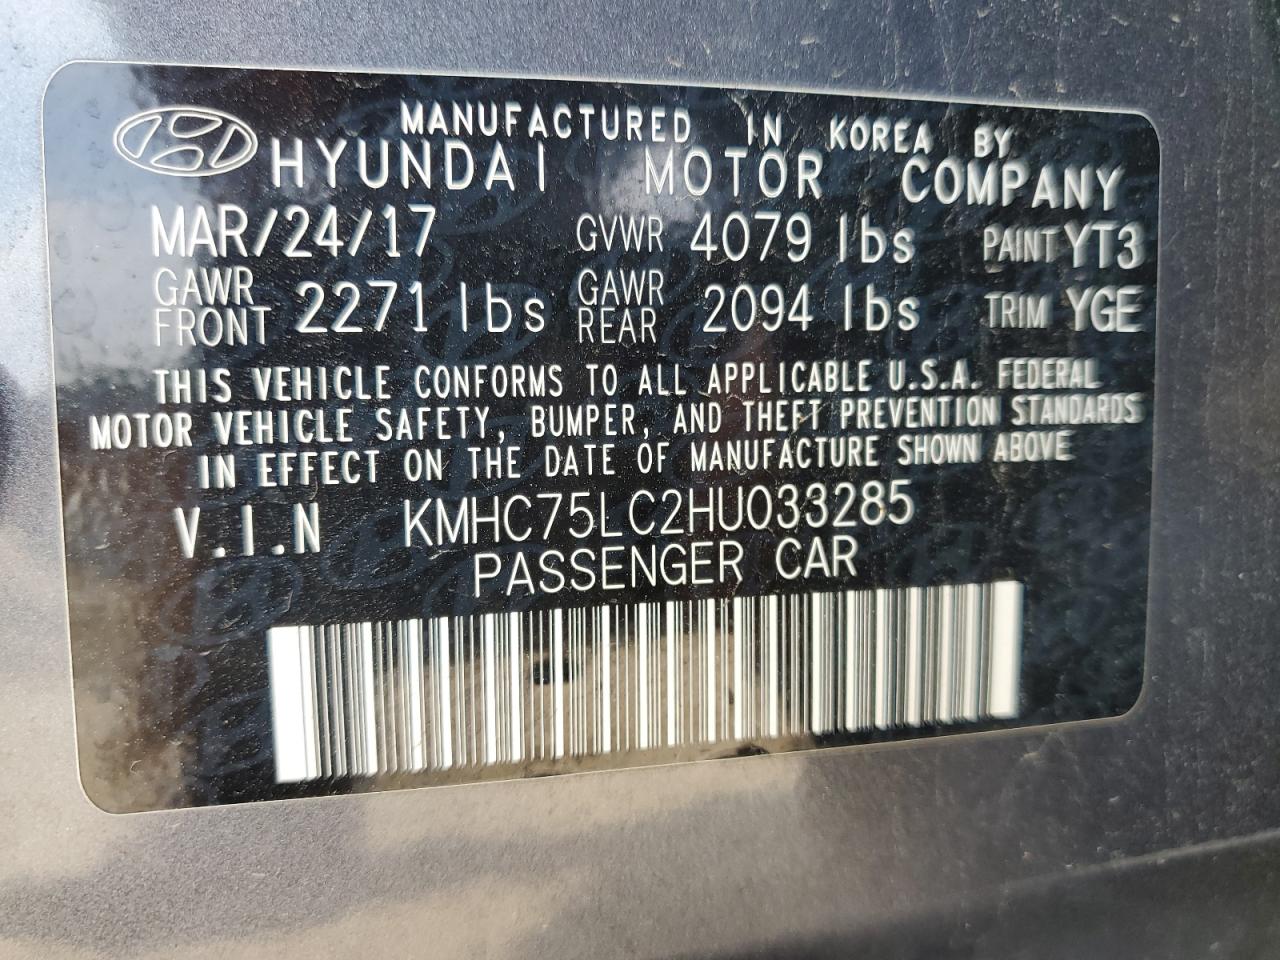 MANUFACTURED IN KOREA BY
HYUNDAI MOTOR COMPANY
MAR/24/17 GVWR 4079 lbs PAINT YT3
GAWR FRONT 2271 lbs GAWR REAR 2094 lbs TRIM YGE
THIS VEHICLE CONFORMS TO ALL APPLICABLE U.S.A. FEDERAL
MOTOR VEHICLE SAFETY, BUMPER, AND THEFT PREVENTION STANDARDS
IN EFFECT ON THE DATE OF MANUFACTURE SHOWN ABOVE
V.I.N KMHC75LC2HU033285
PASSENGER CAR